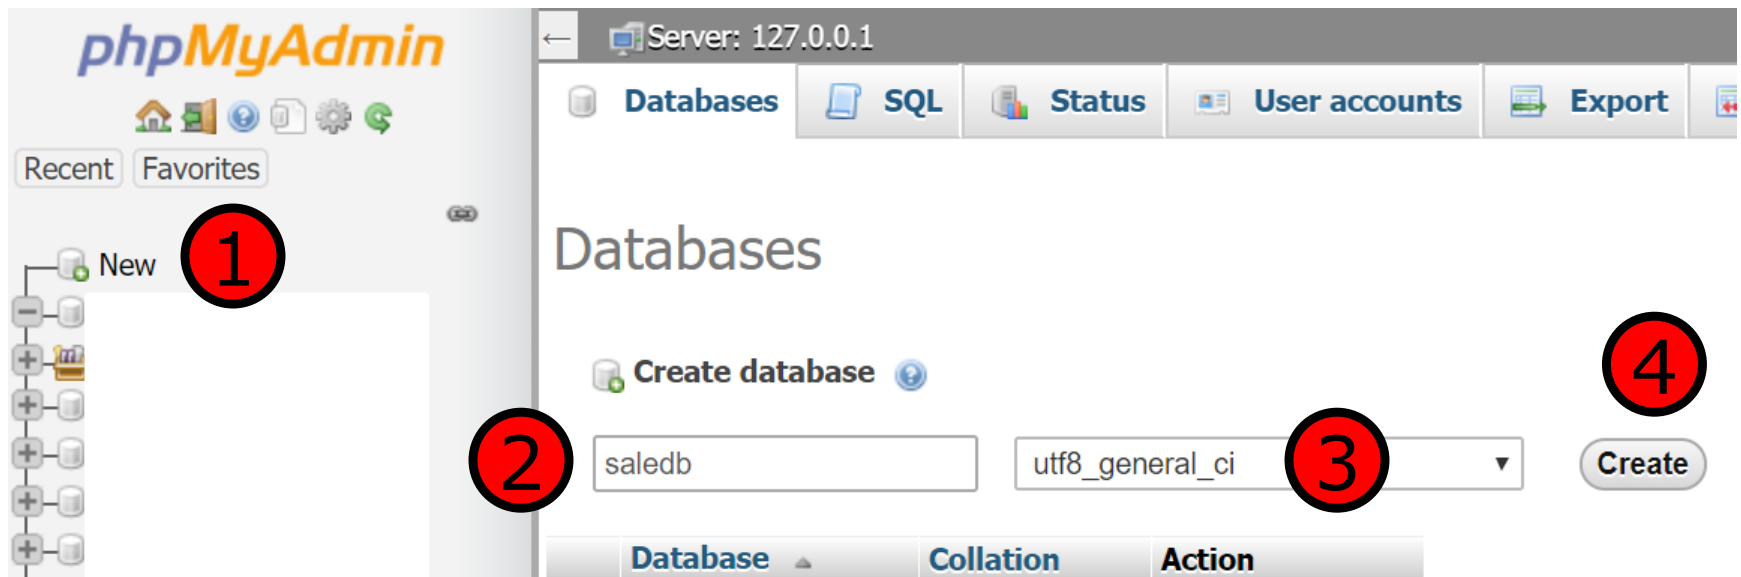 phpMyAdmin
Recent Favorites
New
1
Server: 127.0.0.1
Databases SQL Status User accounts Export
Databases
Create database
4
2 saledb utf8_general_ci 3 Create
Database Collation Action